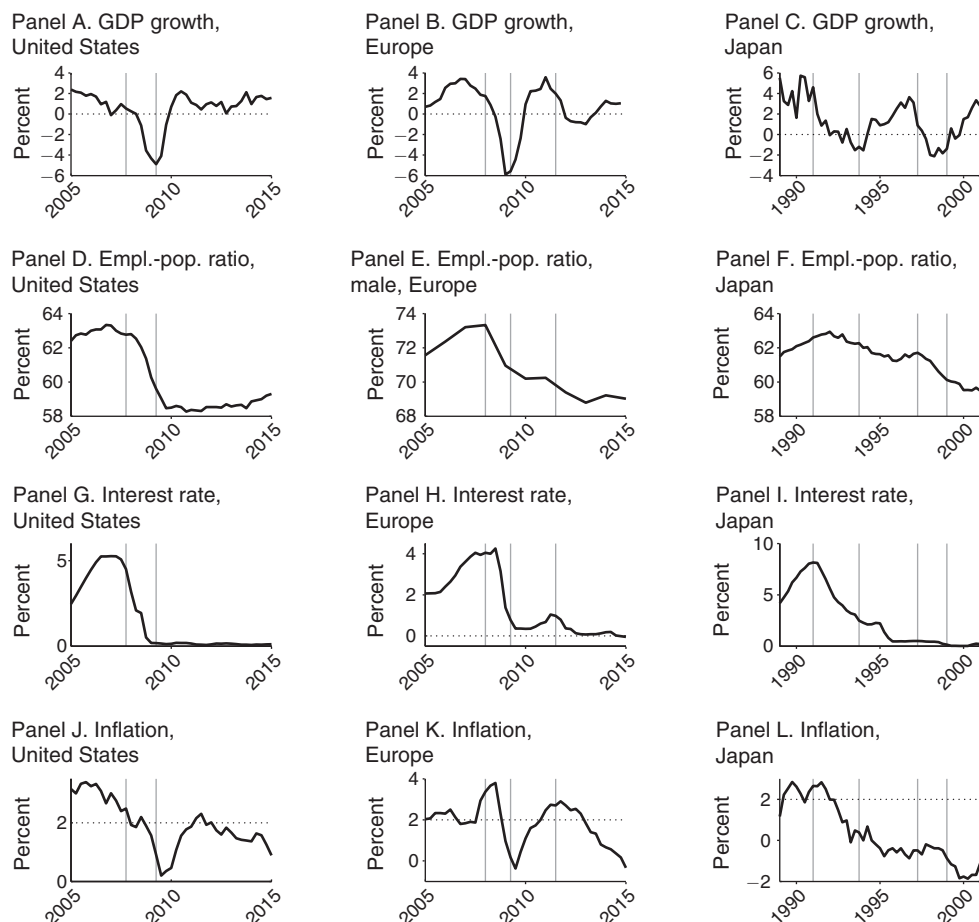 Panel A. GDP growth,
United States
Percent
4
2
0
−2
−4
−6
2005
2010
2015
Panel B. GDP growth,
Europe
Percent
4
2
0
−2
−4
−6
2005
2010
2015
Panel C. GDP growth,
Japan
Percent
6
4
2
0
−2
−4
1990
1995
2000
Panel D. Empl.-pop. ratio,
United States
Percent
64
62
60
58
2005
2010
2015
Panel E. Empl.-pop. ratio,
male, Europe
Percent
74
72
70
68
2005
2010
2015
Panel F. Empl.-pop. ratio,
Japan
Percent
64
62
60
58
1990
1995
2000
Panel G. Interest rate,
United States
Percent
5
0
2005
2010
2015
Panel H. Interest rate,
Europe
Percent
4
2
0
2005
2010
2015
Panel I. Interest rate,
Japan
Percent
10
5
0
1990
1995
2000
Panel J. Inflation,
United States
Percent
2
0
2005
2010
2015
Panel K. Inflation,
Europe
Percent
4
2
0
2005
2010
2015
Panel L. Inflation,
Japan
Percent
2
0
−2
1990
1995
2000